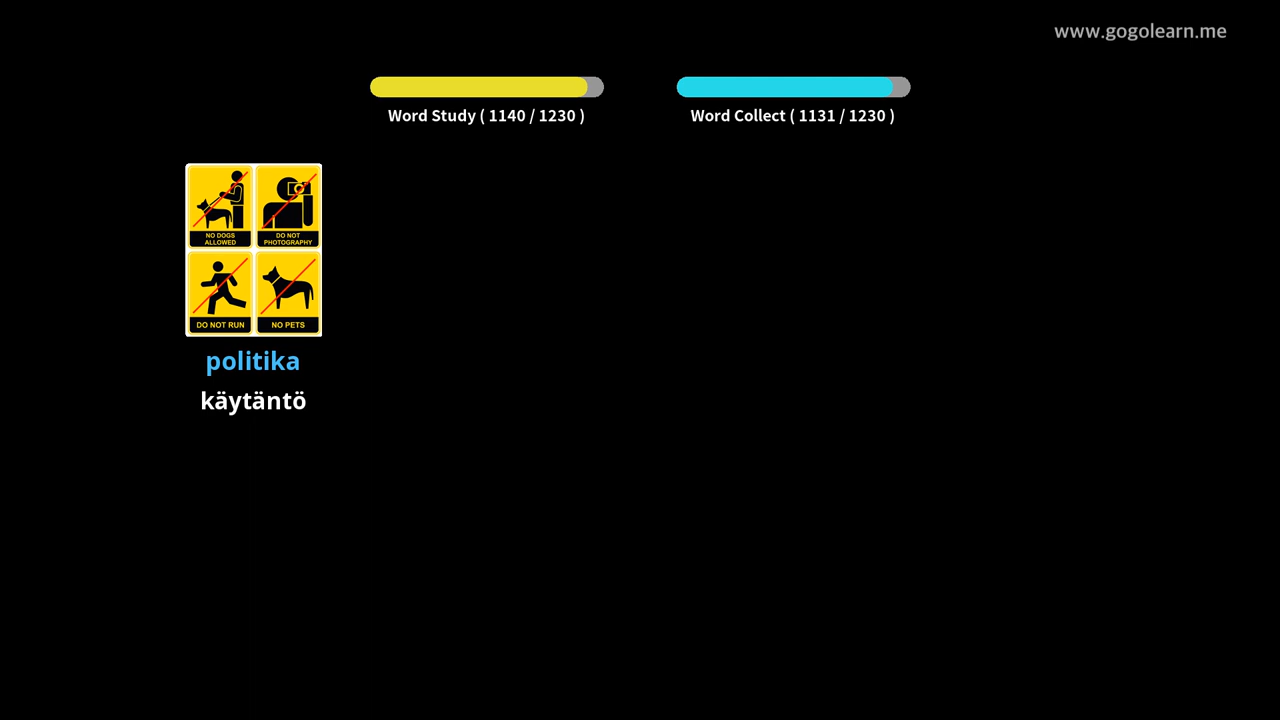 www.gogolearn.me
Word Study ( 1140 / 1230 )
Word Collect ( 1131 / 1230 )
NO DOGS
ALLOWED
DO NOT
PHOTOGRAPHY
DO NOT RUN
NO PETS
politika
käytäntö